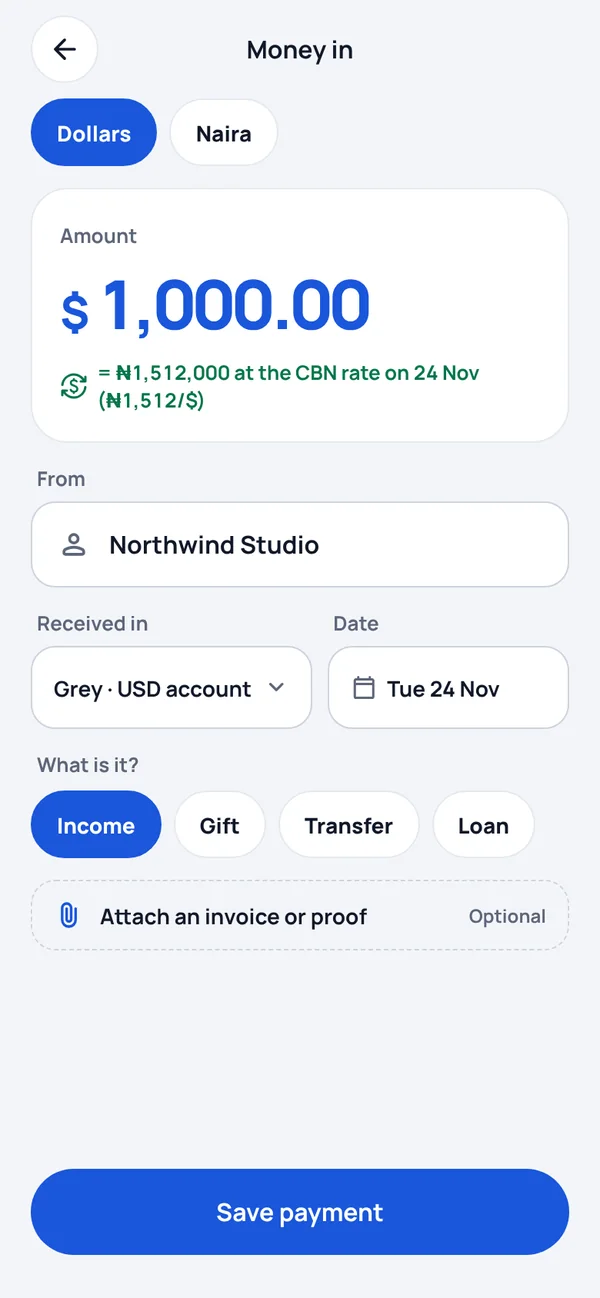 Money in
Dollars
Naira
Amount
$ 1,000.00
= ₦1,512,000 at the CBN rate on 24 Nov
(₦1,512/$)
From
Northwind Studio
Received in
Date
Grey · USD account
Tue 24 Nov
What is it?
Income
Gift
Transfer
Loan
Attach an invoice or proof
Optional
Save payment